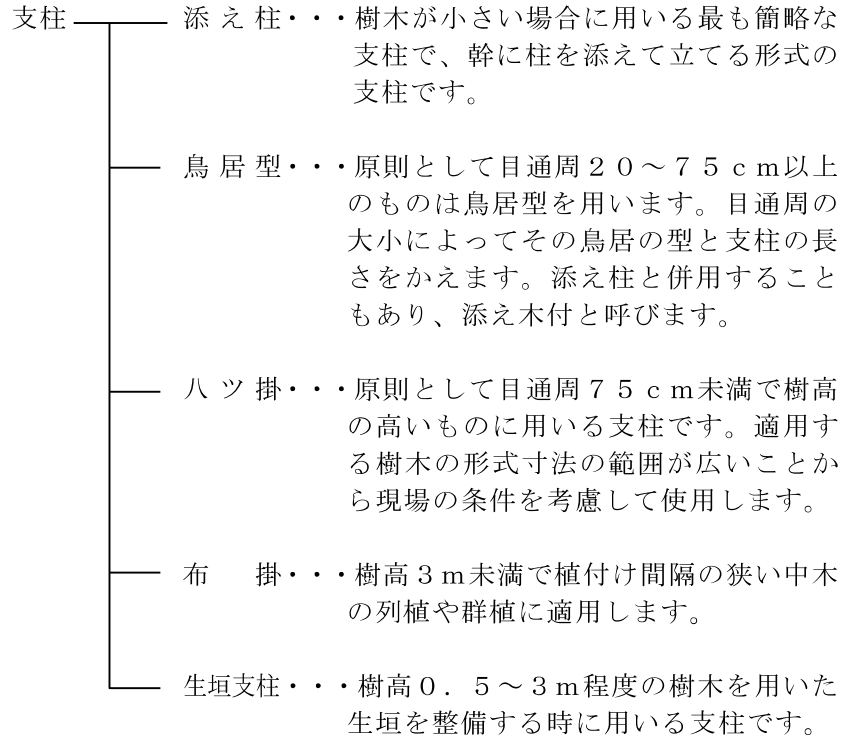 支柱 添え柱・・・樹木が小さい場合に用いる最も簡略な
支柱で、幹に柱を添えて立てる形式の
支柱です。
鳥居型・・・原則として目通周２０～７５ｃｍ以上
のものは鳥居型を用います。目通周の
大小によってその鳥居の型と支柱の長
さをかえます。添え柱と併用すること
もあり、添え木付と呼びます。
八ツ掛・・・原則として目通周７５ｃｍ未満で樹高
の高いものに用いる支柱です。適用す
る樹木の形式寸法の範囲が広いことか
ら現場の条件を考慮して使用します。
布　掛・・・樹高３ｍ未満で植付け間隔の狭い中木
の列植や群植に適用します。
生垣支柱・・・樹高０．５～３ｍ程度の樹木を用いた
生垣を整備する時に用いる支柱です。